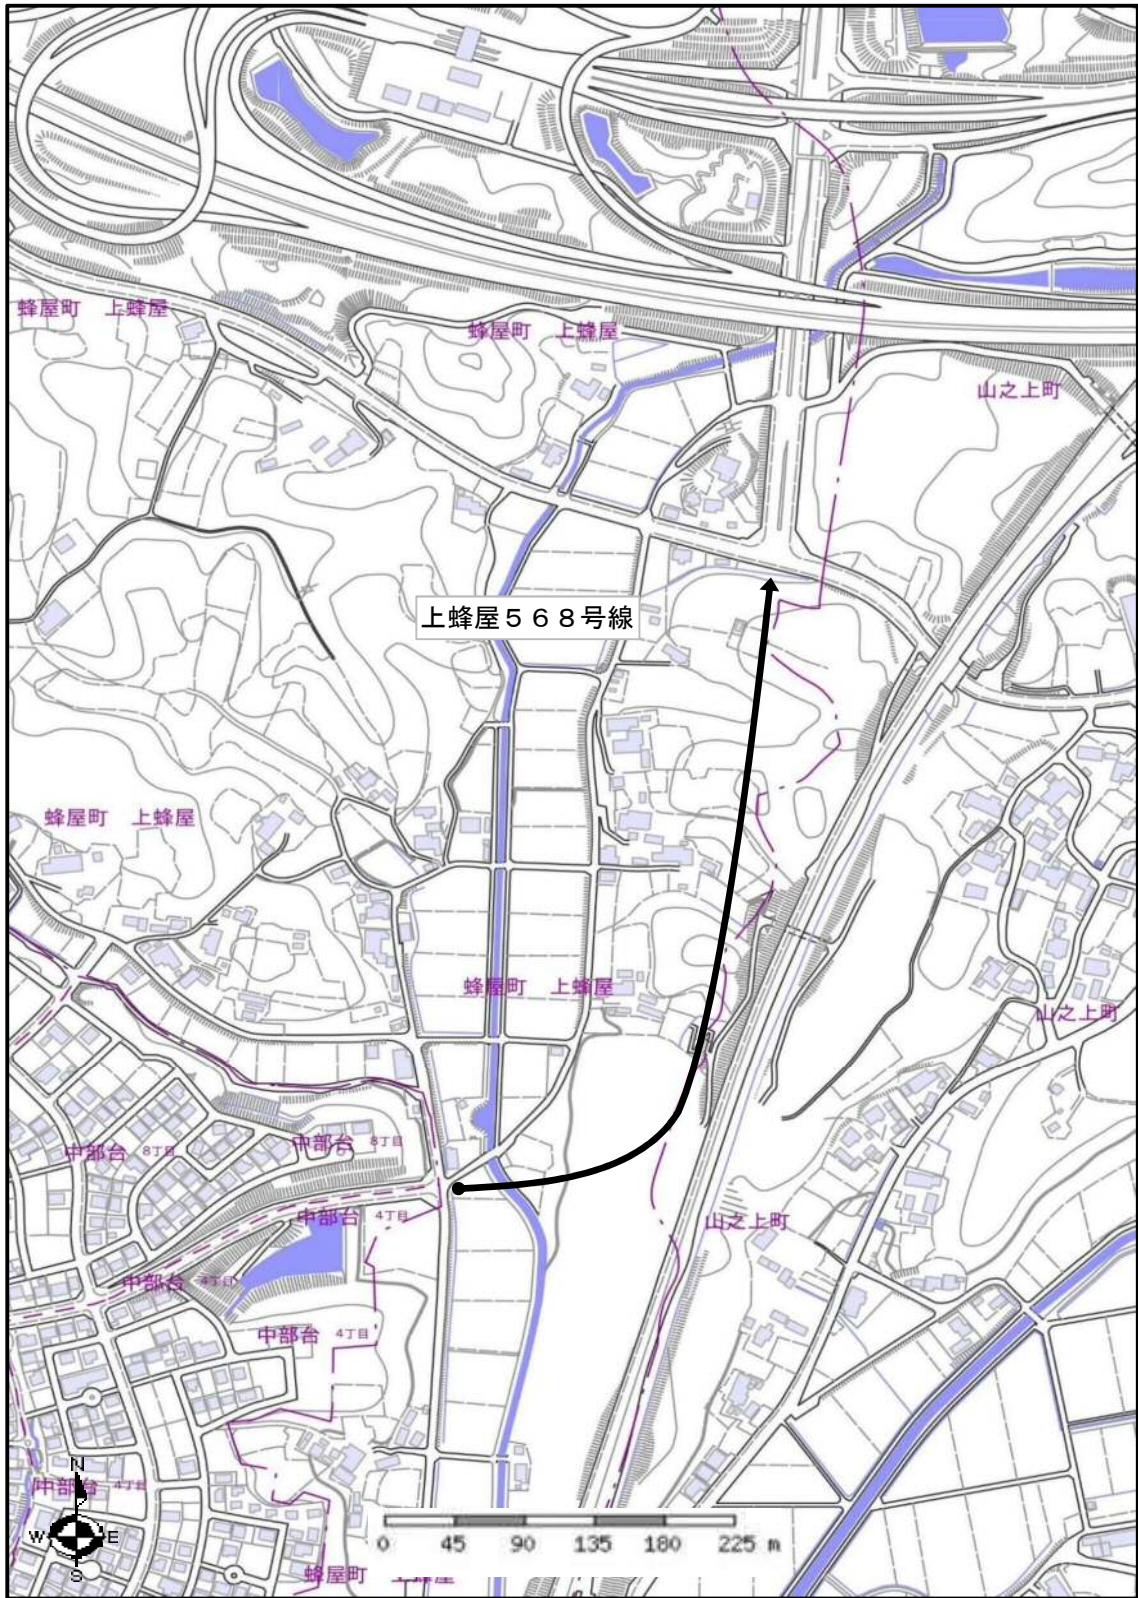 蜂屋町 上蜂屋
蜂屋町 上蜂屋
山之上町
上蜂屋５６８号線
蜂屋町 上蜂屋
蜂屋町 上蜂屋
山之上町
中部台 8丁目
中部台 8丁目
中部台 4丁目
山之上町
中部台 4丁目
中部台 4丁目
中部台 4丁目
N
W E
S
0 45 90 135 180 225 m
蜂屋町 上蜂屋